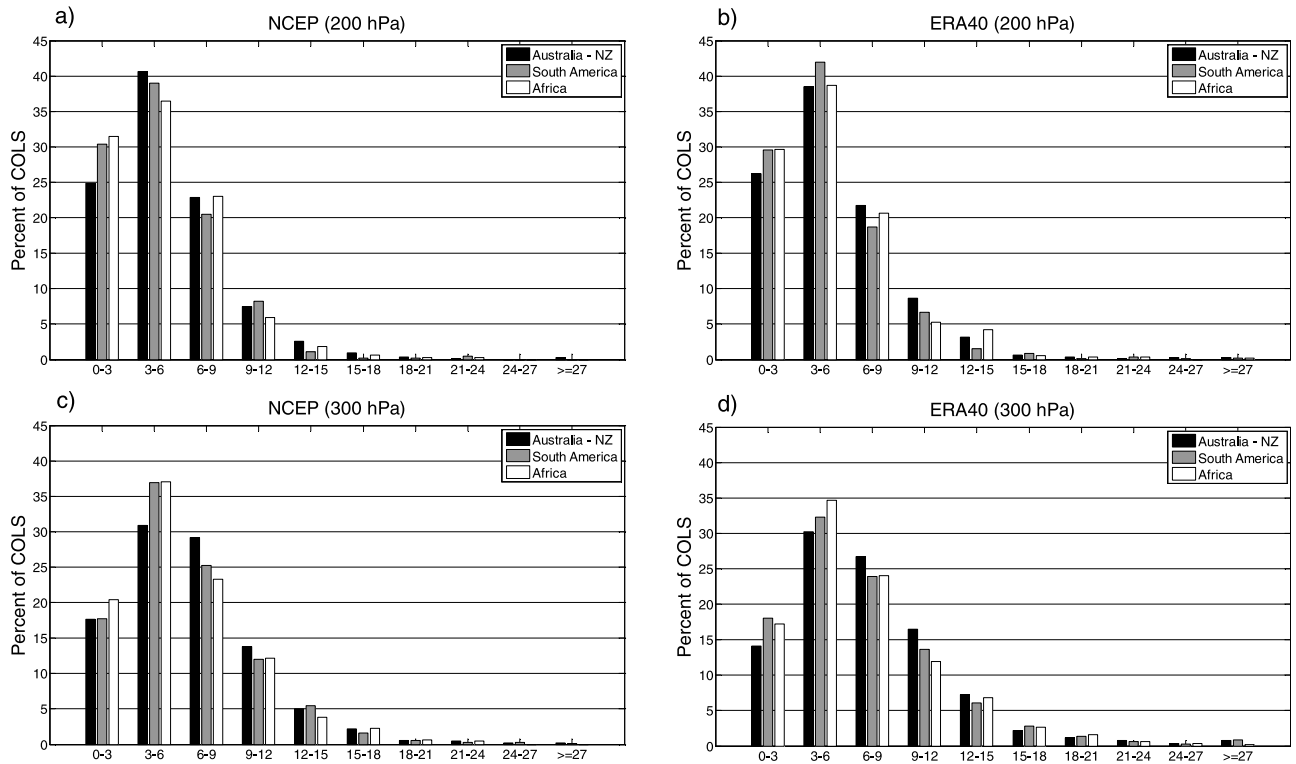 a)
NCEP (200 hPa)
45
40
35
30
25
20
15
10
5
0
Percent of COLS
Australia - NZ
South America
Africa
0-3 3-6 6-9 9-12 12-15 15-18 18-21 21-24 24-27 >=27
b)
ERA40 (200 hPa)
45
40
35
30
25
20
15
10
5
0
Percent of COLS
Australia - NZ
South America
Africa
0-3 3-6 6-9 9-12 12-15 15-18 18-21 21-24 24-27 >=27
c)
NCEP (300 hPa)
45
40
35
30
25
20
15
10
5
0
Percent of COLS
Australia - NZ
South America
Africa
0-3 3-6 6-9 9-12 12-15 15-18 18-21 21-24 24-27 >=27
d)
ERA40 (300 hPa)
45
40
35
30
25
20
15
10
5
0
Percent of COLS
Australia - NZ
South America
Africa
0-3 3-6 6-9 9-12 12-15 15-18 18-21 21-24 24-27 >=27